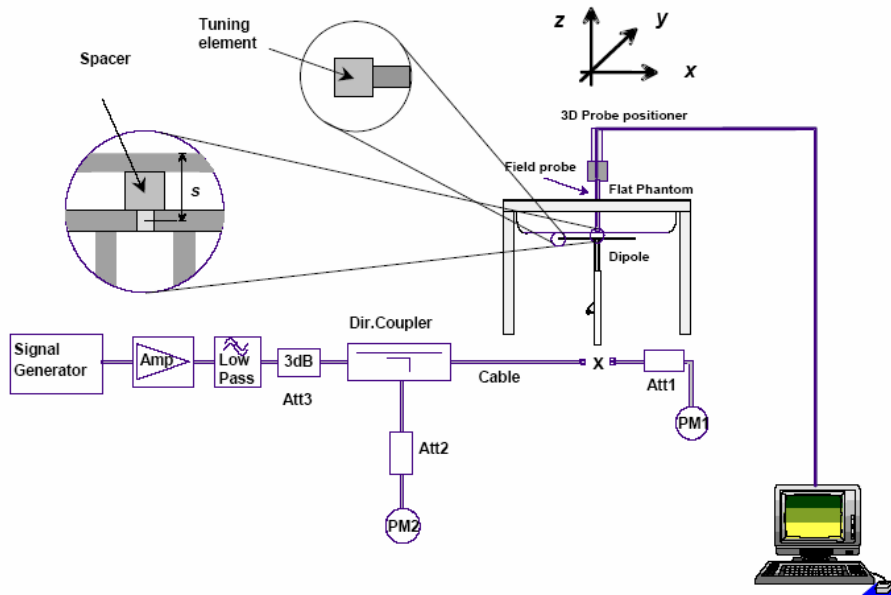 Tuning
element
Spacer
s
z
y
x
3D Probe positioner
Field probe
Flat Phantom
Dipole
Signal
Generator
Amp
Low
Pass
3dB
Att3
Dir.Coupler
Cable
x
Att1
PM1
Att2
PM2